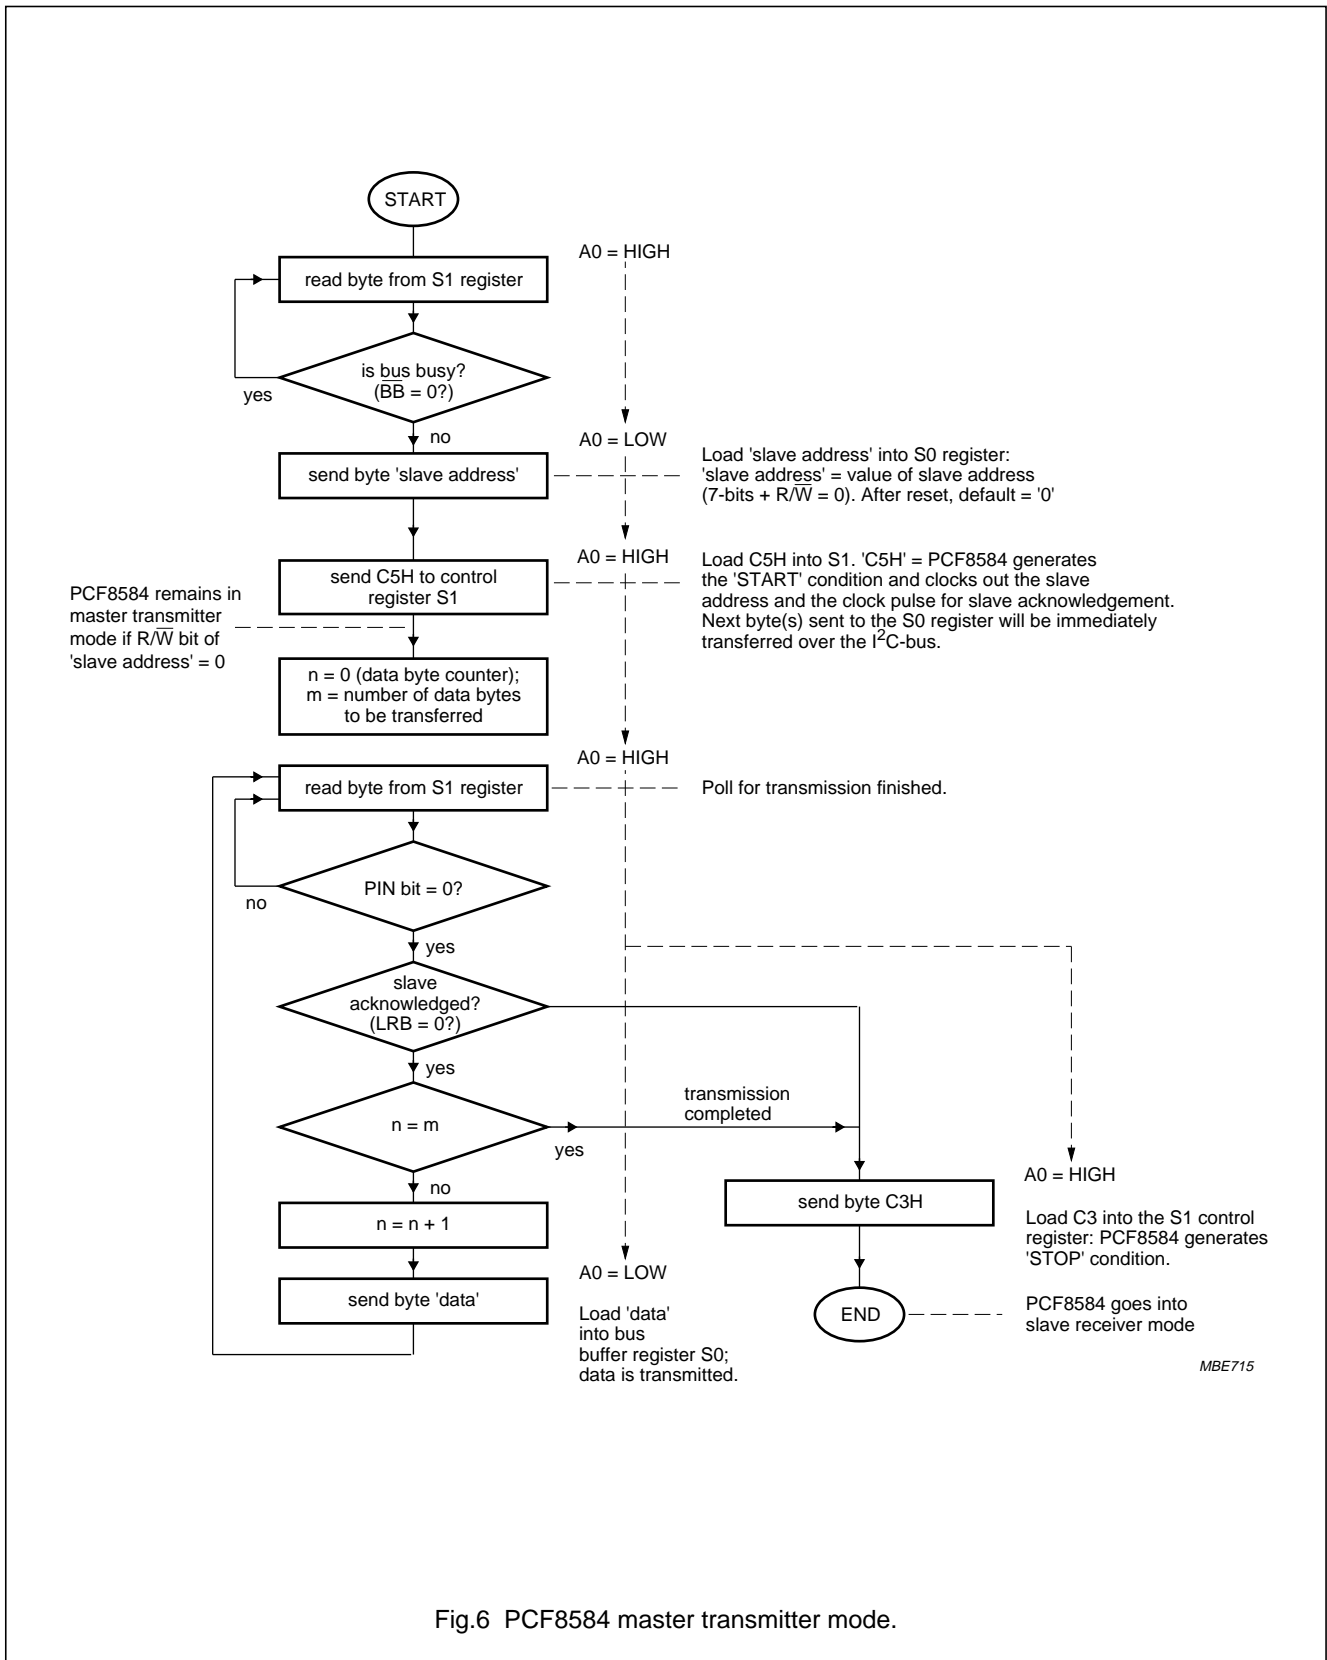 START
A0 = HIGH
read byte from S1 register
is bus busy?
(B̅B̅ = 0?)
yes
no
A0 = LOW
send byte 'slave address'
Load 'slave address' into S0 register:
'slave address' = value of slave address
(7-bits + R/W̅ = 0). After reset, default = '0'
A0 = HIGH
send C5H to control
register S1
Load C5H into S1. 'C5H' = PCF8584 generates
the 'START' condition and clocks out the slave
address and the clock pulse for slave acknowledgement.
Next byte(s) sent to the S0 register will be immediately
transferred over the I²C-bus.
PCF8584 remains in
master transmitter
mode if R/W̅ bit of
'slave address' = 0
n = 0 (data byte counter);
m = number of data bytes
to be transferred
A0 = HIGH
read byte from S1 register
Poll for transmission finished.
PIN bit = 0?
no
yes
slave
acknowledged?
(LRB = 0?)
yes
n = m
yes
transmission
completed
no
n = n + 1
send byte 'data'
A0 = LOW
Load 'data'
into bus
buffer register S0;
data is transmitted.
send byte C3H
A0 = HIGH
Load C3 into the S1 control
register: PCF8584 generates
'STOP' condition.
END
PCF8584 goes into
slave receiver mode
MBE715
Fig.6 PCF8584 master transmitter mode.